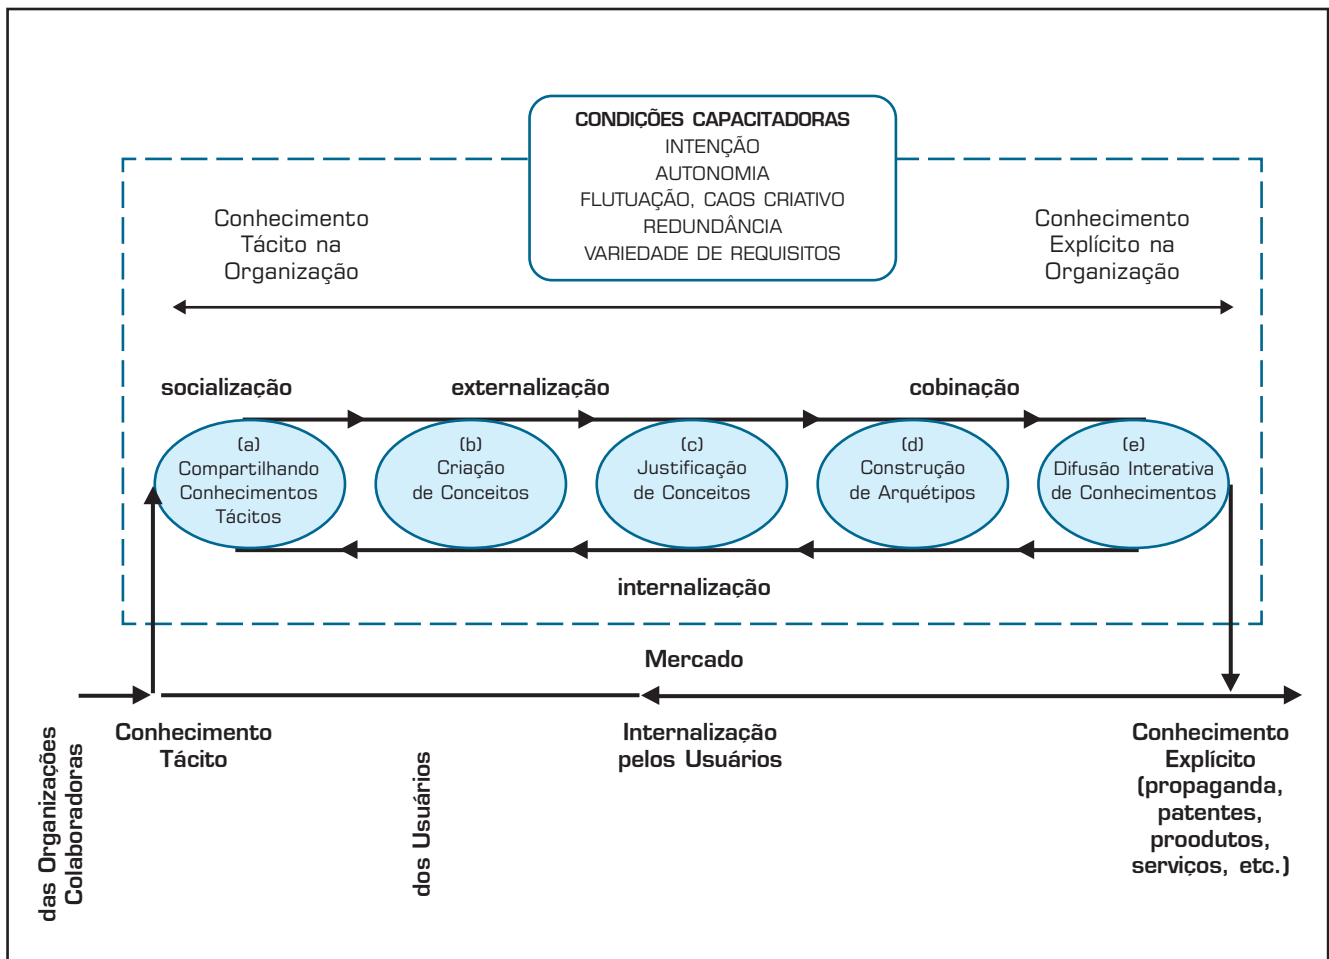 CONDIÇÕES CAPACITADORAS
INTENÇÃO
AUTONOMIA
FLUTUAÇÃO, CAOS CRIATIVO
REDUNDÂNCIA
VARIEDADE DE REQUISITOS
Conhecimento
Tácito na
Organização
Conhecimento
Explícito na
Organização
socialização
externalização
cobinação
(a)
Compartilhando
Conhecimentos
Tácitos
(b)
Criação
de Conceitos
(c)
Justificação
de Conceitos
(d)
Construção
de Arquétipos
(e)
Difusão Interativa
de Conhecimentos
internalização
Mercado
das Organizações
Colaboradoras
Conhecimento
Tácito
dos Usuários
Internalização
pelos Usuários
Conhecimento
Explícito
(propaganda,
patentes,
proodutos,
serviços, etc.)